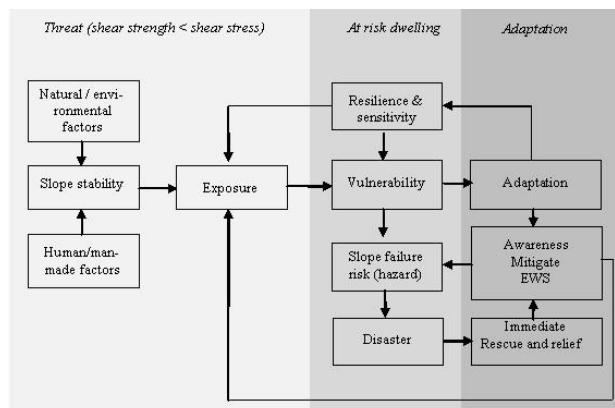 Threat (shear strength < shear stress)
At risk dwelling
Adaptation
Natural / envi-
ronmental
factors
Resilience &
sensitivity
Slope stability
Exposure
Vulnerability
Adaptation
Human/man-
made factors
Slope failure
risk (hazard)
Awareness
Mitigate
EWS
Disaster
Immediate
Rescue and relief